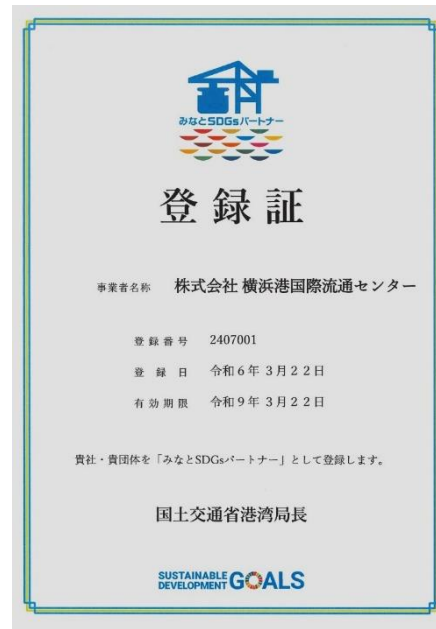 みなとSDGsパートナー
登録証
事業者名称 株式会社 横浜港国際流通センター
登録番号 2407001
登録日 令和6年3月22日
有効期限 令和9年3月22日
貴社・貴団体を「みなとSDGsパートナー」として登録します。
国土交通省港湾局長
SUSTAINABLE
DEVELOPMENT GOALS